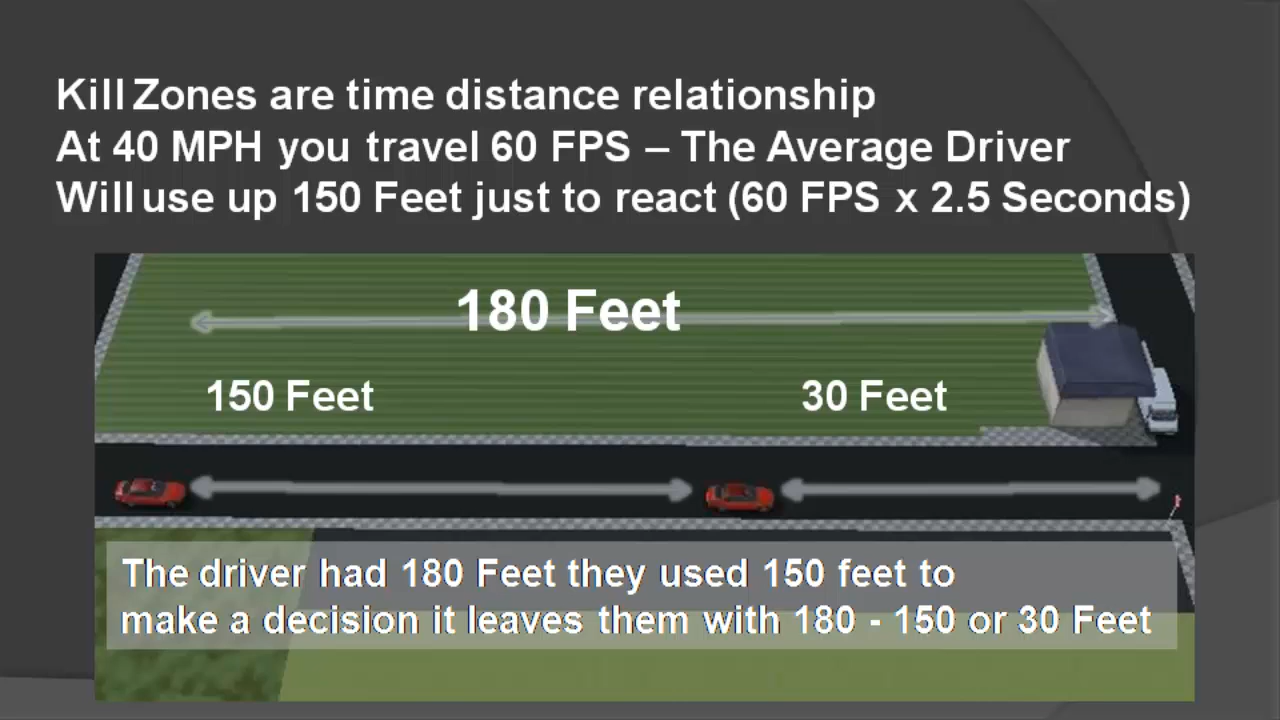 Kill Zones are time distance relationship
At 40 MPH you travel 60 FPS – The Average Driver
Will use up 150 Feet just to react (60 FPS x 2.5 Seconds)
180 Feet
150 Feet
30 Feet
The driver had 180 Feet they used 150 feet to
make a decision it leaves them with 180 - 150 or 30 Feet